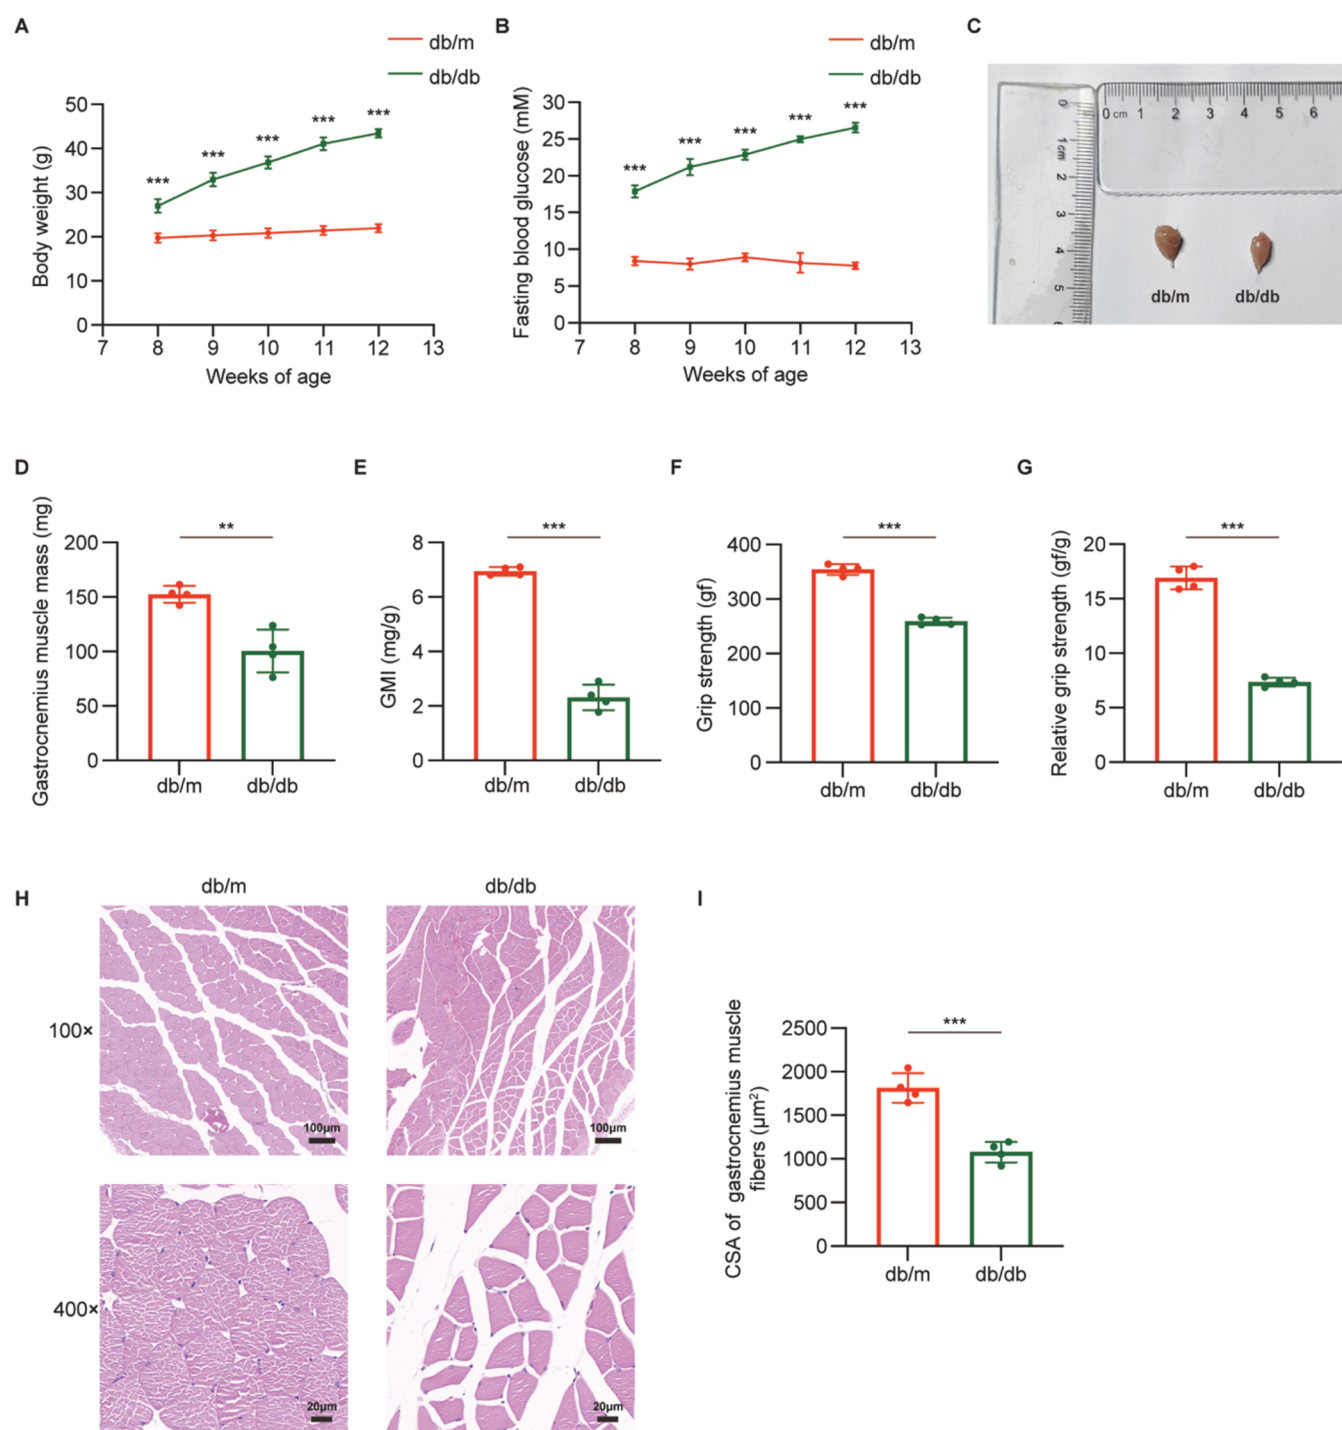 A
db/m
db/db
Body weight (g)
50
40
30
20
10
0
***
***
***
***
***
7 8 9 10 11 12 13
Weeks of age
B
db/m
db/db
Fasting blood glucose (mM)
30
25
20
15
10
5
0
***
***
***
***
***
7 8 9 10 11 12 13
Weeks of age
C
0 cm 1 2 3 4 5 6
0
1cm
2
3
4
5
6
db/m db/db
D
Gastrocnemius muscle mass (mg)
200
150
100
50
0
**
db/m db/db
E
GMI (mg/g)
8
6
4
2
0
***
db/m db/db
F
Grip strength (gf)
400
300
200
100
0
***
db/m db/db
G
Relative grip strength (gf/g)
20
15
10
5
0
***
db/m db/db
H
db/m db/db
100×
100µm 100µm
400×
20µm 20µm
I
CSA of gastrocnemius muscle
fibers (µm²)
2500
2000
1500
1000
500
0
***
db/m db/db